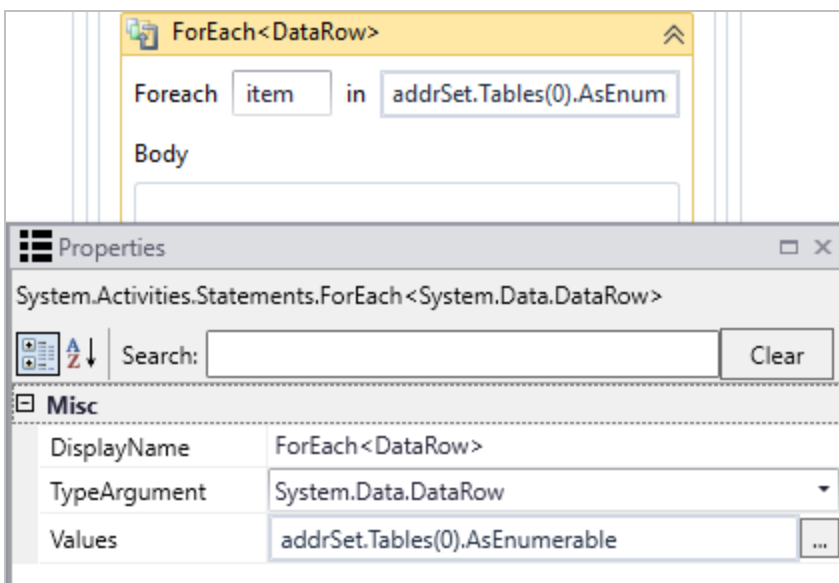 ForEach<DataRow>
Foreach item in addrSet.Tables(0).AsEnum
Body
Properties
System.Activities.Statements.ForEach<System.Data.DataRow>
Search: Clear
Misc
DisplayName ForEach<DataRow>
TypeArgument System.Data.DataRow
Values addrSet.Tables(0).AsEnumerable ...